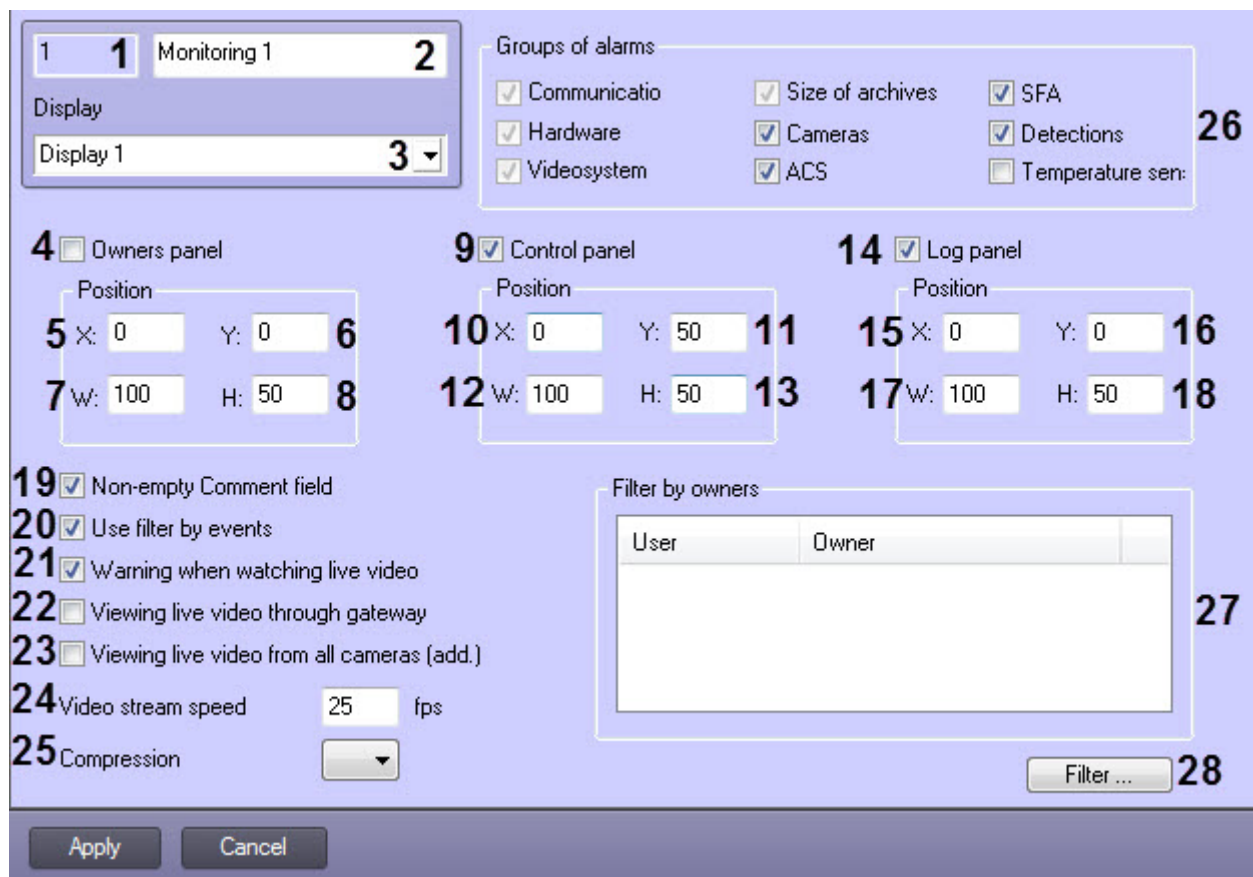 1 1 Monitoring 1 2
Display
Display 1 3
Groups of alarms
Communicatio Size of archives SFA
Hardware Cameras Detections 26
Videosystem ACS Temperature sen:
4 Owners panel 9 Control panel 14 Log panel
Position Position Position
5 X: 0 Y: 0 6 10 X: 0 Y: 50 11 15 X: 0 Y: 0 16
7 W: 100 H: 50 8 12 W: 100 H: 50 13 17 W: 100 H: 50 18
19 Non-empty Comment field
20 Use filter by events
21 Warning when watching live video
22 Viewing live video through gateway
23 Viewing live video from all cameras (add.)
24 Video stream speed 25 fps
25 Compression
Filter by owners
User Owner
27
Filter ... 28
Apply Cancel